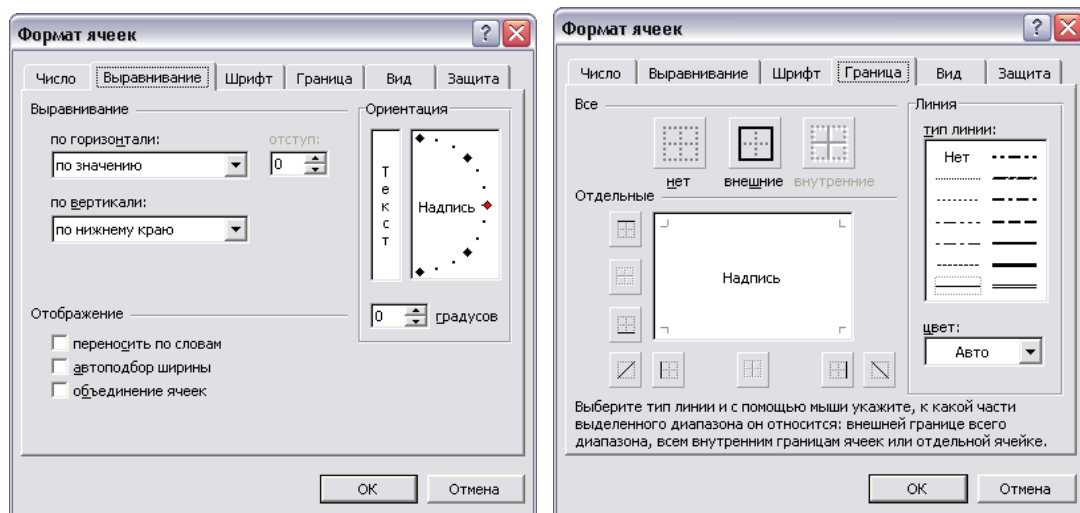 Формат ячеек
Число Выравнивание Шрифт Граница Вид Защита
Выравнивание
по горизонтали:
отступ:
по значению
0
по вертикали:
по нижнему краю
Ориентация
Текст
Надпись
0 градусов
Отображение
переносить по словам
автоподбор ширины
объединение ячеек
ОК Отмена
Формат ячеек
Число Выравнивание Шрифт Граница Вид Защита
Все
нет внешние внутренние
Отдельные
Надпись
Линия
тип линии:
Нет
цвет:
Авто
Выберите тип линии и с помощью мыши укажите, к какой части
выделенного диапазона он относится: внешней границе всего
диапазона, всем внутренним границам ячеек или отдельной ячейке.
ОК Отмена